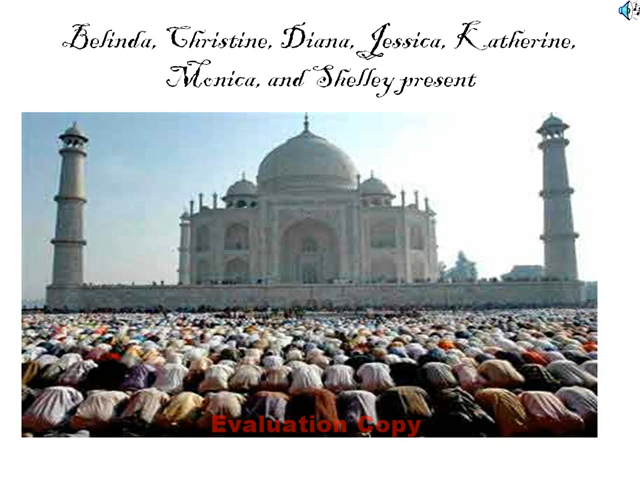 Belinda, Christine, Diana, Jessica, Katherine,
Monica, and Shelley present
Evaluation Copy